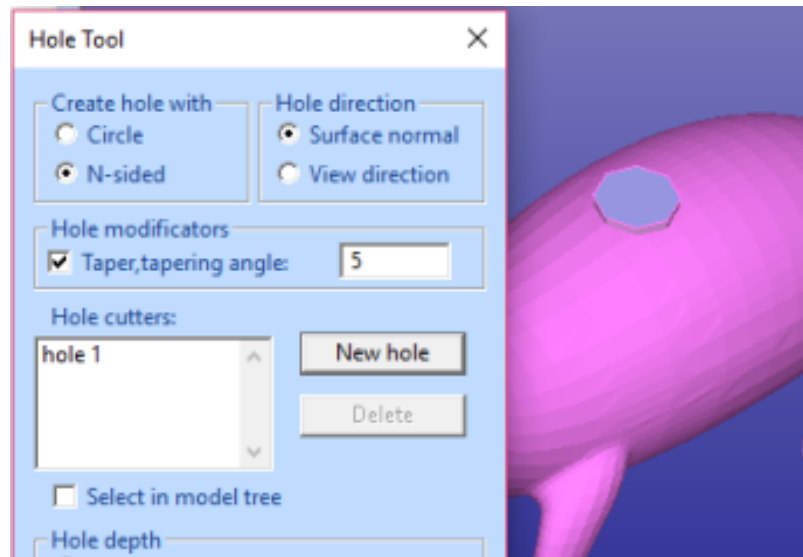 Hole Tool
Create hole with
Circle
N-sided
Hole direction
Surface normal
View direction
Hole modificators
Taper,tapering angle:
5
Hole cutters:
hole 1
New hole
Delete
Select in model tree
Hole depth